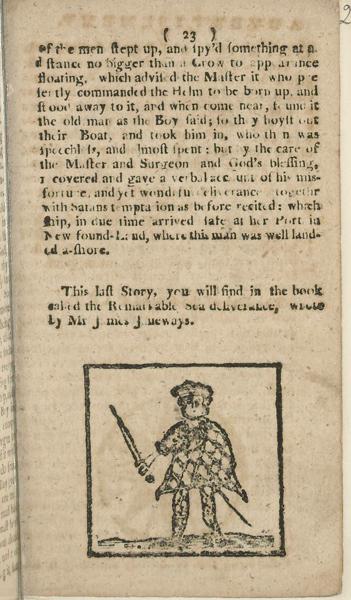 ( 23 )
of the men ſtept up, and ſpy'd ſomething at a
diſtance no bigger than a Crow to appearance
floating, which adviſed the Maſter it, who pre
ſently commanded the Helm to be born up, and
ſtood away to it, and when come near, found it
the old man as the Boy ſaid; ſo they hoyſt out
their Boat, and took him in, who then was
ſpeechleſs, and almoſt ſpent: but by the care of
the Maſter and Surgeon and God's bleſſing,
recovered and gave a verbal account of his miſ-
fortune, and yet wonderful deliverance, together
with Satans temptation as before recited: which
ſhip, in due time arrived ſafe at her Port in
New found-Land, where this man was well land-
ed a-ſhore.
This laſt Story, you will find in the book
called the Remarkable Sea deliverance, wrote
by Mr James Janeways.
2